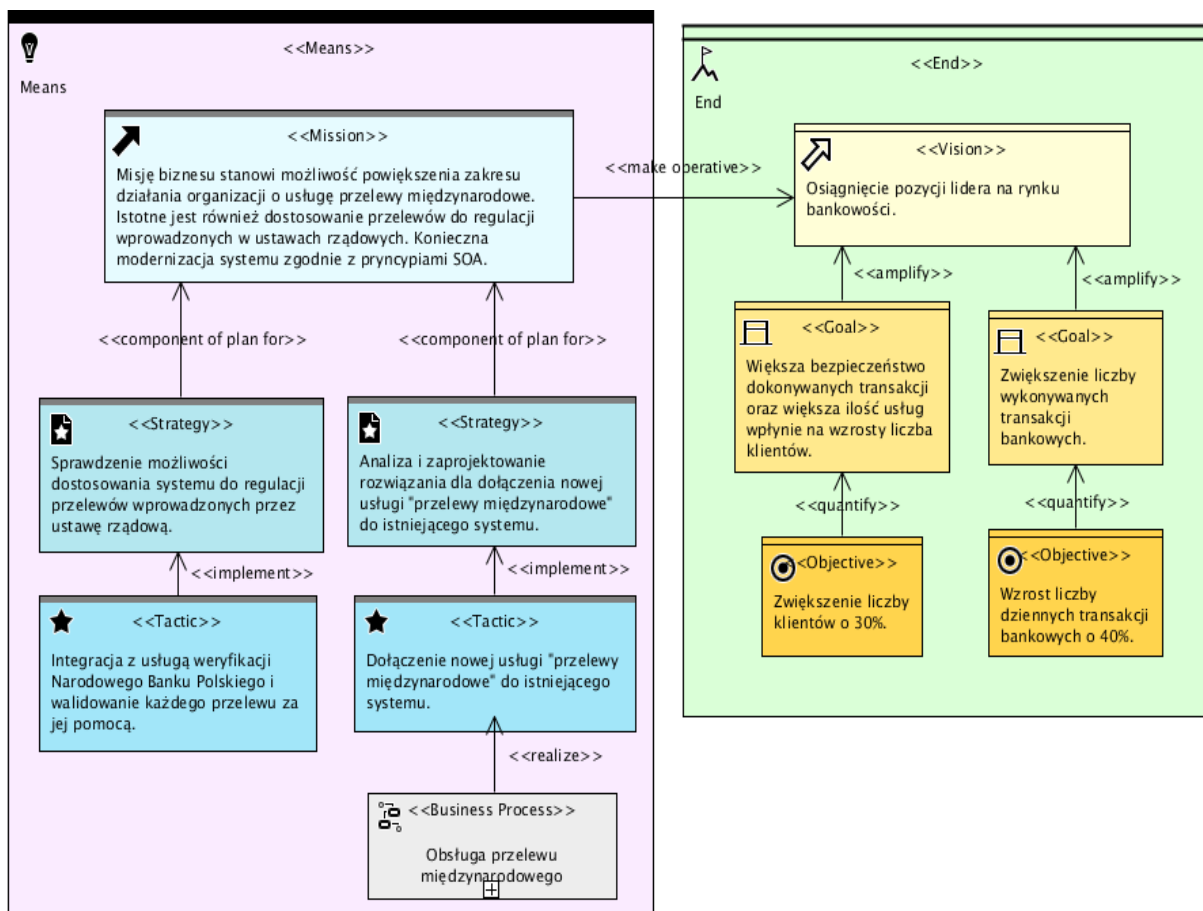 <<Means>>
Means
<<Mission>>
Misję biznesu stanowi możliwość powiększenia zakresu
działania organizacji o usługę przelewy międzynarodowe.
Istotne jest również dostosowanie przelewów do regulacji
wprowadzonych w ustawach rządowych. Konieczna
modernizacja systemu zgodnie z pryncypiami SOA.
<<component of plan for>>
<<component of plan for>>
<<Strategy>>
Sprawdzenie możliwości
dostosowania systemu do regulacji
przelewów wprowadzonych przez
ustawę rządową.
<<Strategy>>
Analiza i zaprojektowanie
rozwiązania dla dołączenia nowej
usługi "przelewy międzynarodowe"
do istniejącego systemu.
<<implement>>
<<implement>>
<<Tactic>>
Integracja z usługą weryfikacji
Narodowego Banku Polskiego i
walidowanie każdego przelewu za
jej pomocą.
<<Tactic>>
Dołączenie nowej usługi "przelewy
międzynarodowe" do istniejącego
systemu.
<<realize>>
<<Business Process>>
Obsługa przelewu
międzynarodowego
<<make operative>>
<<End>>
End
<<Vision>>
Osiągnięcie pozycji lidera na rynku
bankowości.
<<amplify>>
<<amplify>>
<<Goal>>
Większa bezpieczeństwo
dokonywanych transakcji
oraz większa ilość usług
wpłynie na wzrosty liczba
klientów.
<<Goal>>
Zwiększenie liczby
wykonywanych
transakcji
bankowych.
<<quantify>>
<<quantify>>
<<Objective>>
Zwiększenie liczby
klientów o 30%.
<<Objective>>
Wzrost liczby
dziennych transakcji
bankowych o 40%.